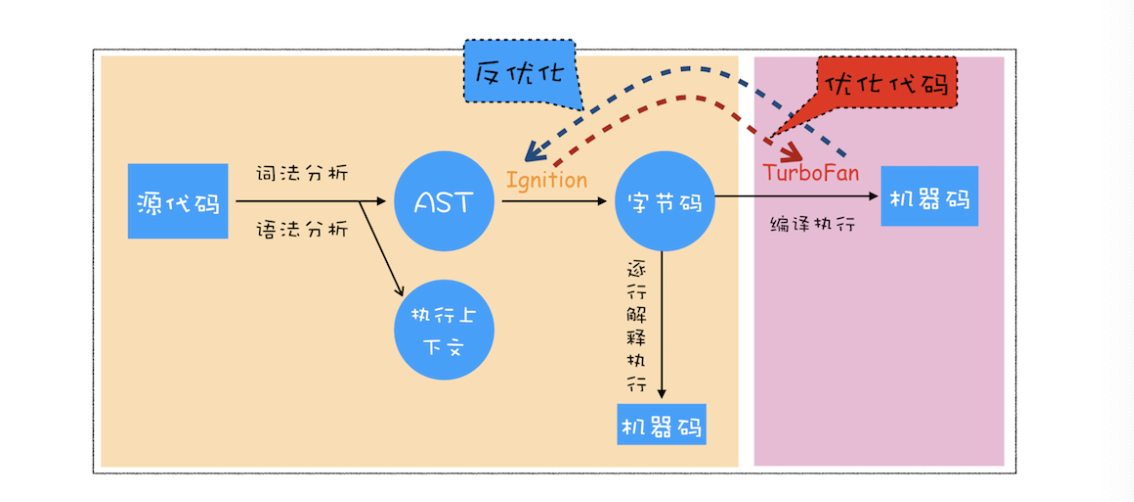 反优化
优化代码
源代码
词法分析
语法分析
AST
执行上
下文
Ignition
字节码
逐
行
解
释
执
行
机器码
TurboFan
编译执行
机器码